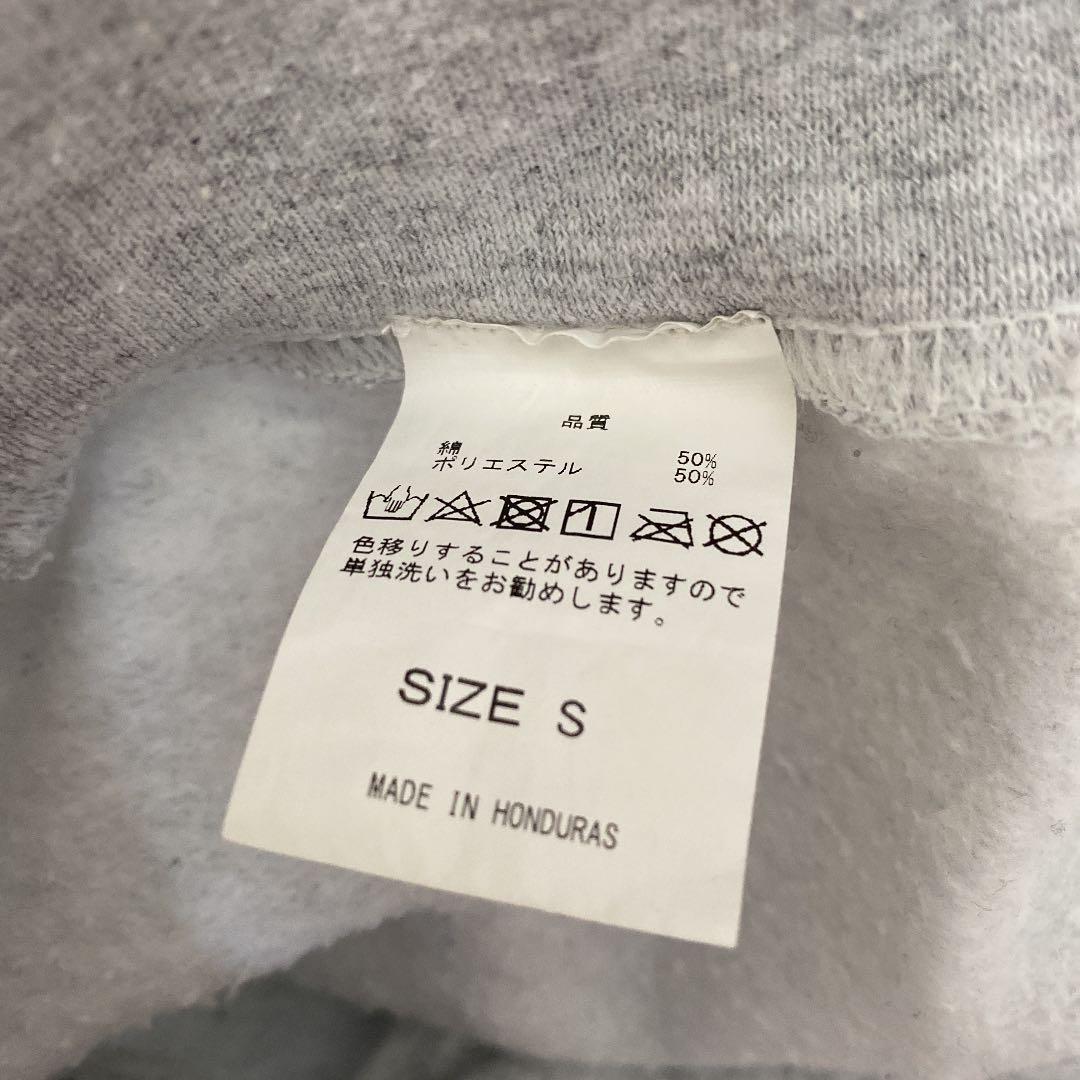 品質
綿 50%
ポリエステル 50%
色移りすることがありますので
単独洗いをお勧めします。
SIZE S
MADE IN HONDURAS